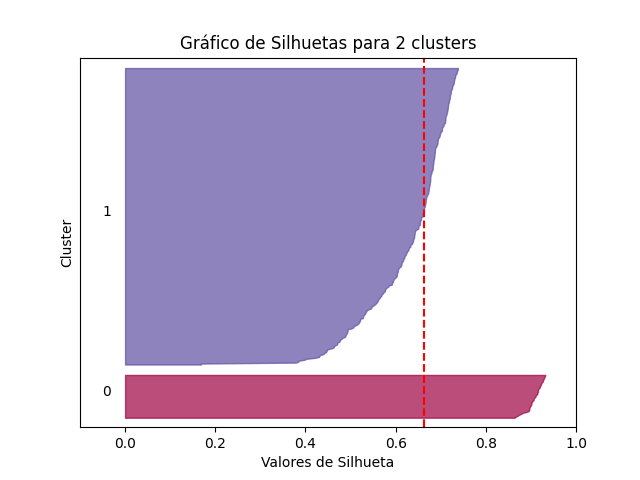 Gráfico de Silhuetas para 2 clusters
Cluster
1
0
0.0 0.2 0.4 0.6 0.8 1.0
Valores de Silhueta